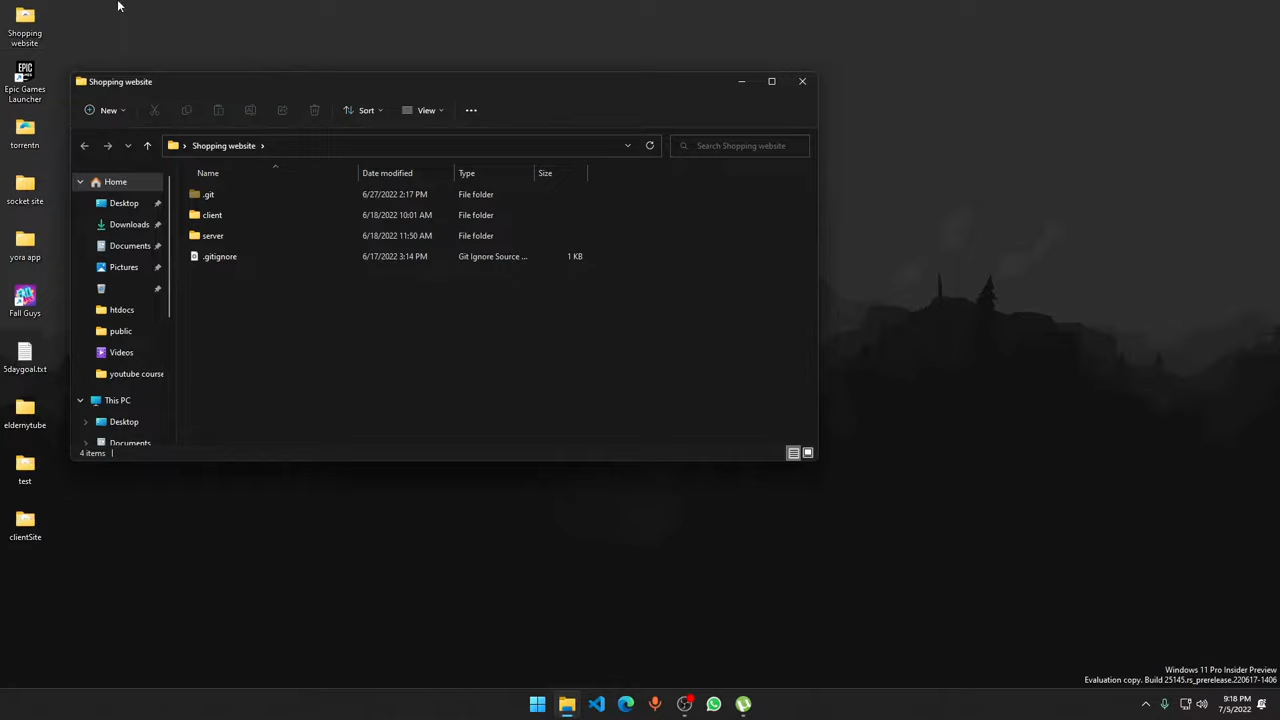 Shopping
website
EPIC
GAMES
Epic Games
Launcher
torrentn
socket site
yora app
Fall Guys
5daygoal.txt
eldernytube
test
clientSite
Shopping website
New
Sort
View
Shopping website
Search Shopping website
Name
Date modified
Type
Size
.git
6/27/2022 2:17 PM
File folder
client
6/18/2022 10:01 AM
File folder
server
6/18/2022 11:50 AM
File folder
.gitignore
6/17/2022 3:14 PM
Git Ignore Source ...
1 KB
Home
Desktop
Downloads
Documents
Pictures
htdocs
public
Videos
youtube course
This PC
Desktop
Documents
4 items
Windows 11 Pro Insider Preview
Evaluation copy. Build 25145.rs_prerelease.220617-1406
9:18 PM
7/5/2022